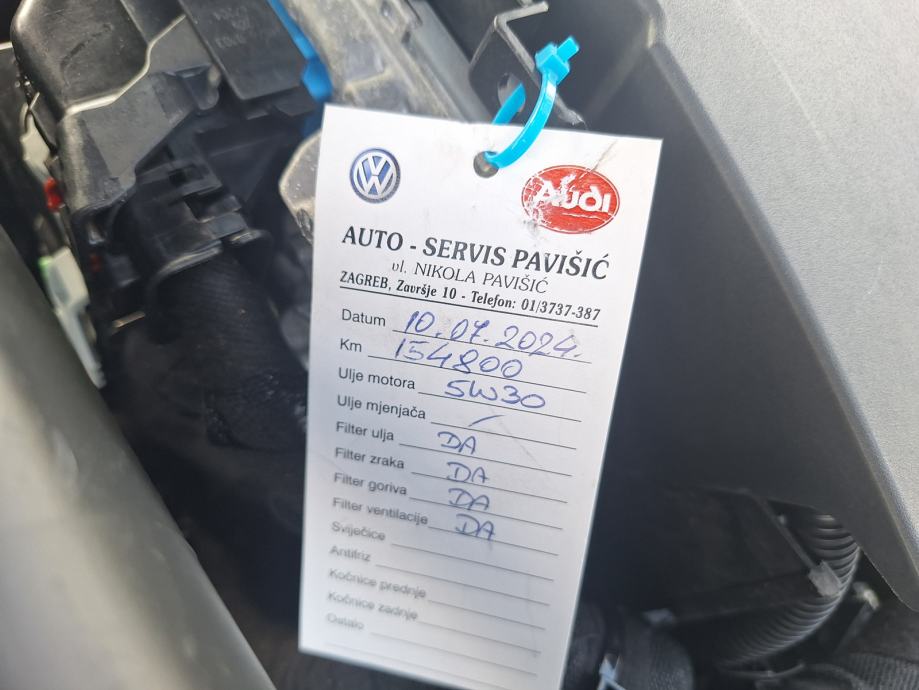 VW
Audi
AUTO - SERVIS PAVIŠIĆ
vl. NIKOLA PAVIŠIĆ
ZAGREB, Završje 10 - Telefon: 01/3737-387
Datum 10.07.2024.
Km 154800
Ulje motora 5W30
Ulje mjenjača /
Filter ulja DA
Filter zraka DA
Filter goriva DA
Filter ventilacije DA
Sviječice
Antifriz
Kočnice prednje
Kočnice zadnje
Ostalo